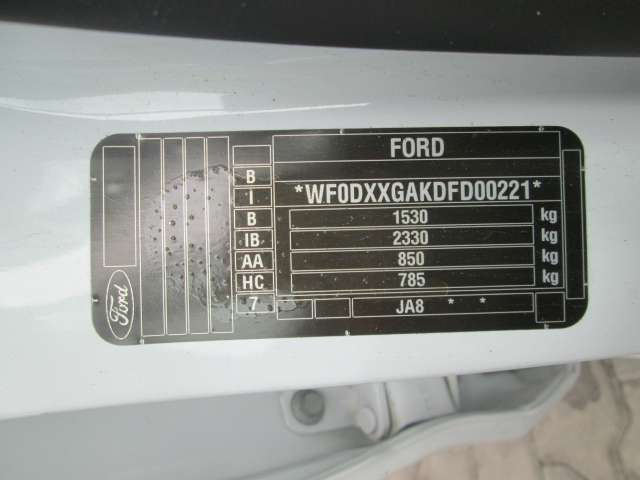 FORD
B
I *WF0DXXGAKDFD00221*
B 1530 kg
IB 2330 kg
AA 850 kg
HC 785 kg
7 JA8 * *
Ford